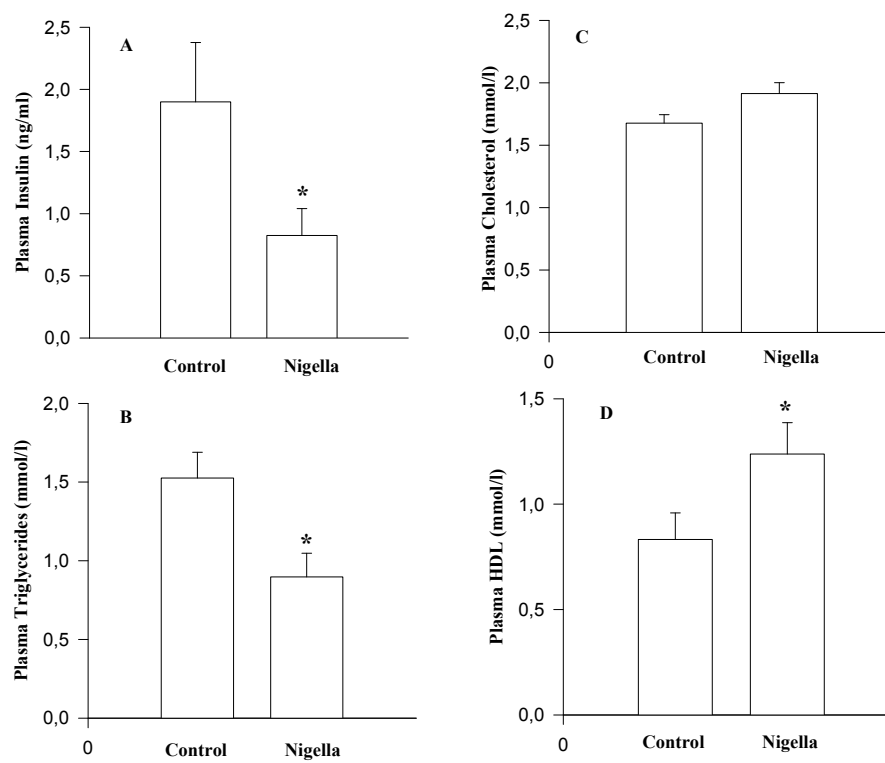 A
Plasma Insulin (ng/ml)
2,5
2,0
1,5
1,0
0,5
0,0
*
Control Nigella
C
Plasma Cholesterol (mmol/l)
2,5
2,0
1,5
1,0
0,5
0,0
0
Control Nigella
B
Plasma Triglycerides (mmol/l)
2,0
1,5
1,0
0,5
0,0
0
*
Control Nigella
D
Plasma HDL (mmol/l)
1,5
1,0
0,5
0,0
0
*
Control Nigella